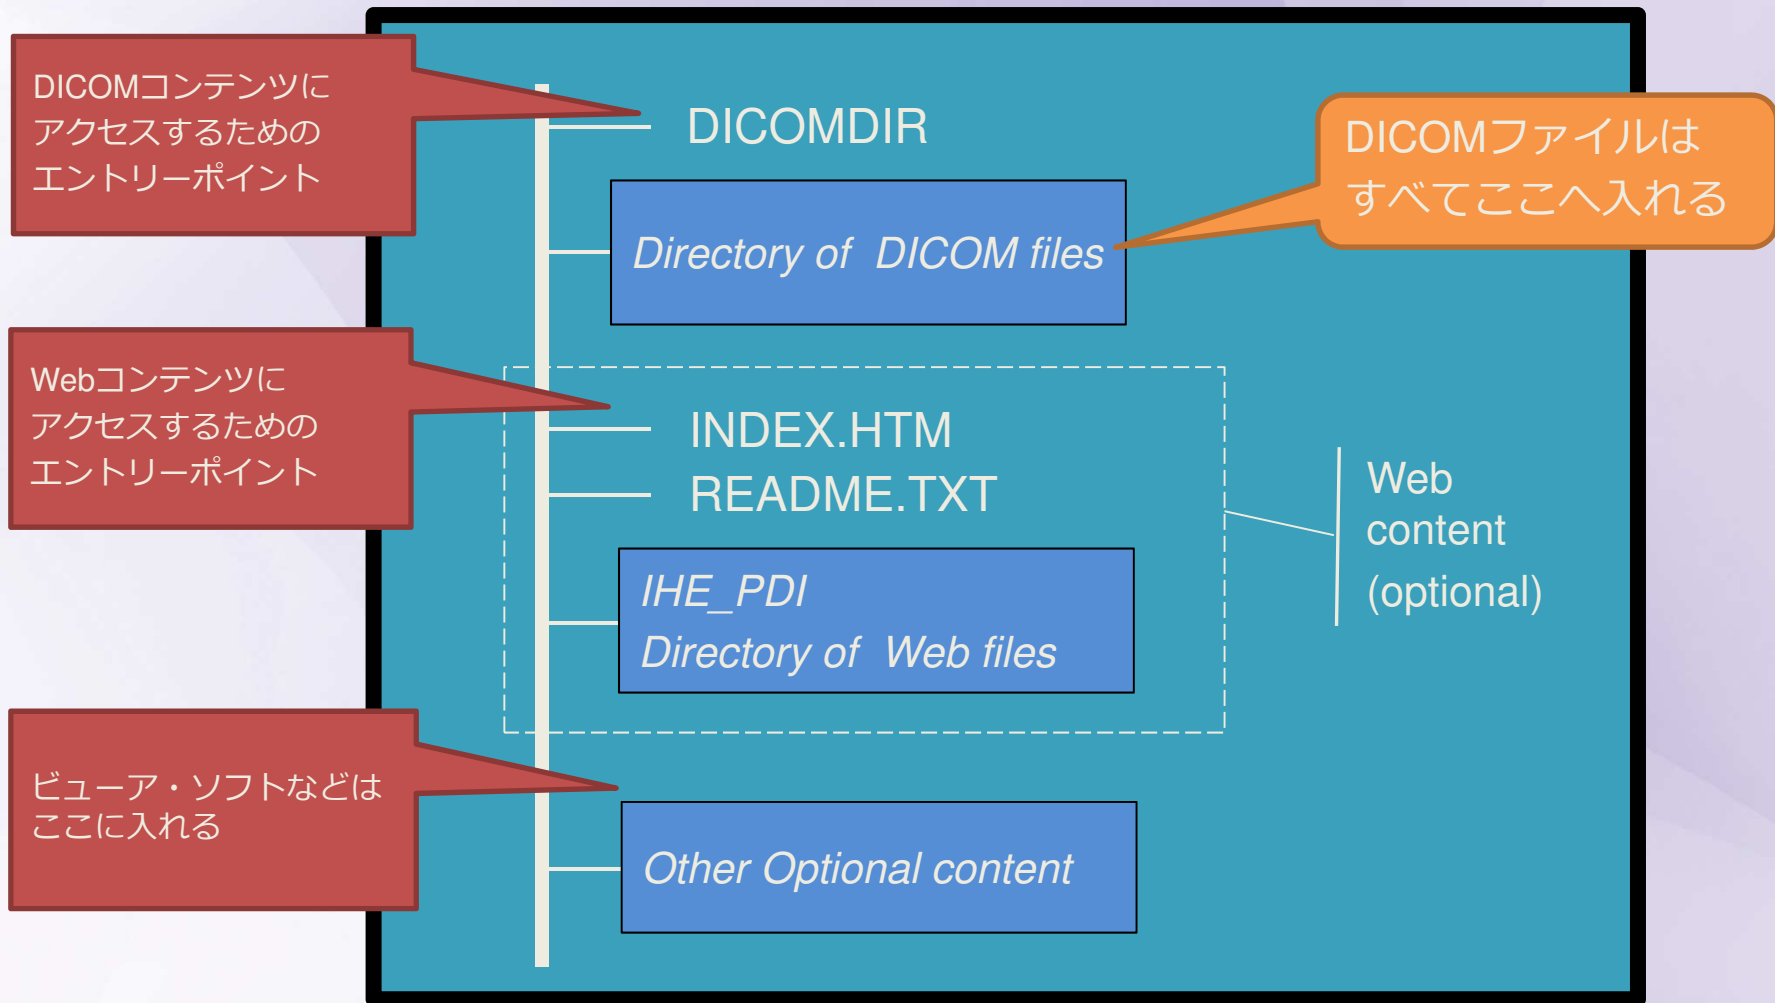 DICOMコンテンツに
アクセスするための
エントリーポイント
DICOMDIR
DICOMファイルは
すべてここへ入れる
Directory of DICOM files
Webコンテンツに
アクセスするための
エントリーポイント
INDEX.HTM
README.TXT
IHE_PDI
Directory of Web files
Web
content
(optional)
ビューア・ソフトなどは
ここに入れる
Other Optional content